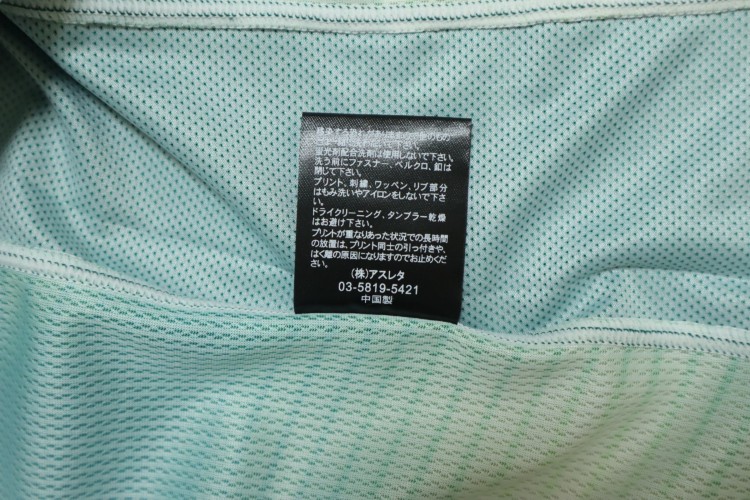 蛍光剤配合洗剤は使用しないで下さい。
洗う前にファスナー、ベルクロ、釦は
閉じて下さい。
プリント、刺繍、ワッペン、リブ部分
はもみ洗いやアイロンをしないで下さ
い。
ドライクリーニング、タンブラー乾燥
はお避け下さい。
プリントが重なりあった状況での長時間
の放置は、プリント同士の引っ付きや、
はく離の原因になりますのでお止めくだ
さい。
(株)アスレタ
03-5819-5421
中国製